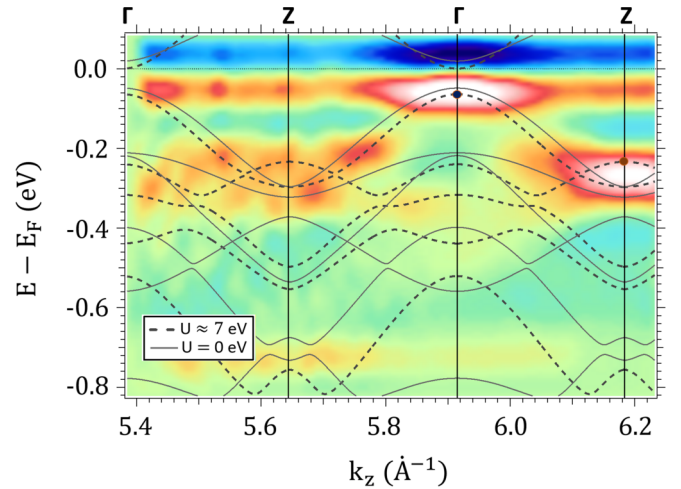 Γ Z Γ Z
0.0
-0.2
-0.4
-0.6
-0.8
E − E_F (eV)
U ≈ 7 eV
U = 0 eV
5.4 5.6 5.8 6.0 6.2
k_z (Å⁻¹)